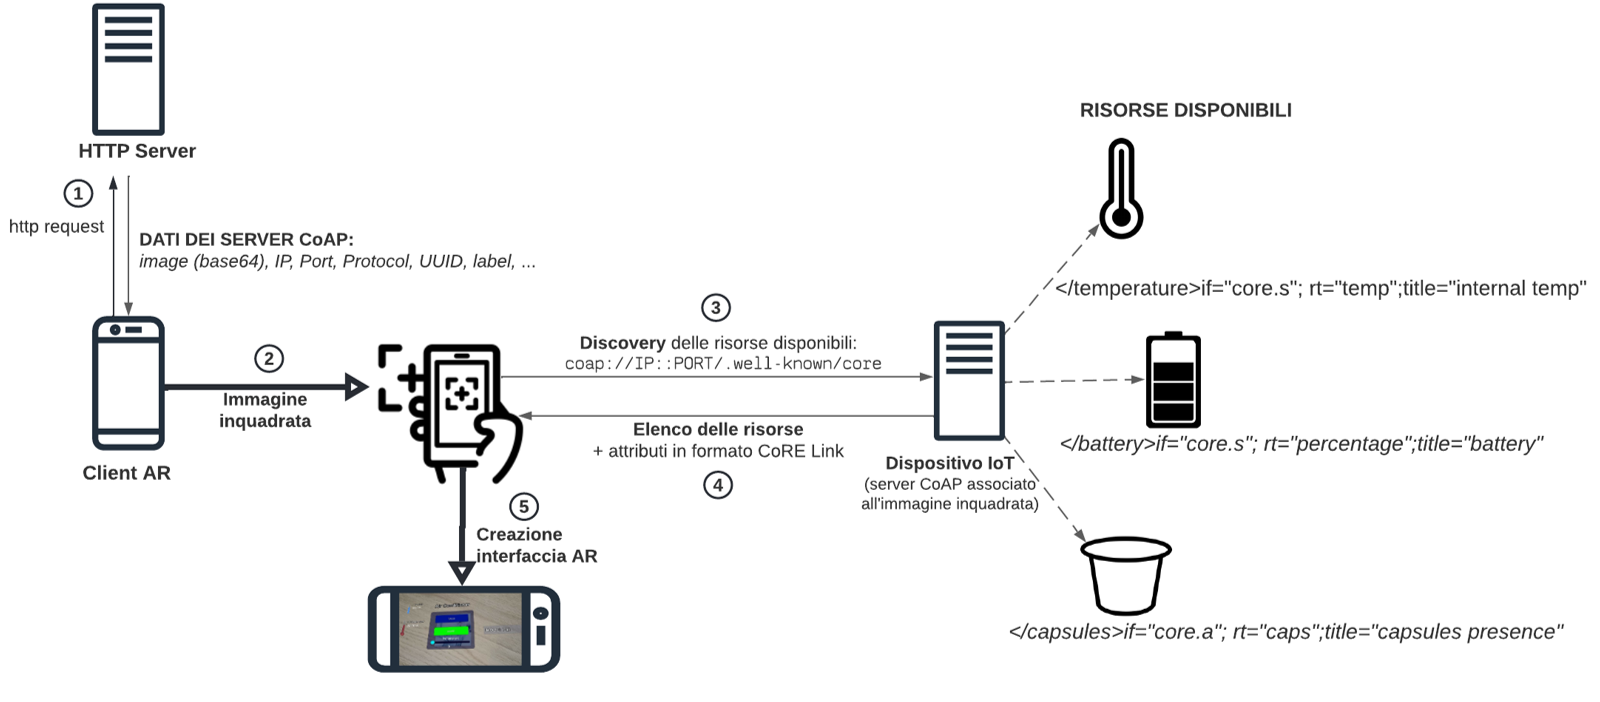 HTTP Server
1
http request
DATI DEI SERVER CoAP:
image (base64), IP, Port, Protocol, UUID, label, ...
Client AR
2
Immagine
inquadrata
3
Discovery delle risorse disponibili:
coap://IP::PORT/.well-known/core
Elenco delle risorse
+ attributi in formato CoRE Link
4
5
Creazione
interfaccia AR
Dispositivo IoT
(server CoAP associato
all'immagine inquadrata)
RISORSE DISPONIBILI
</temperature>if="core.s"; rt="temp";title="internal temp"
</battery>if="core.s"; rt="percentage";title="battery"
</capsules>if="core.a"; rt="caps";title="capsules presence"